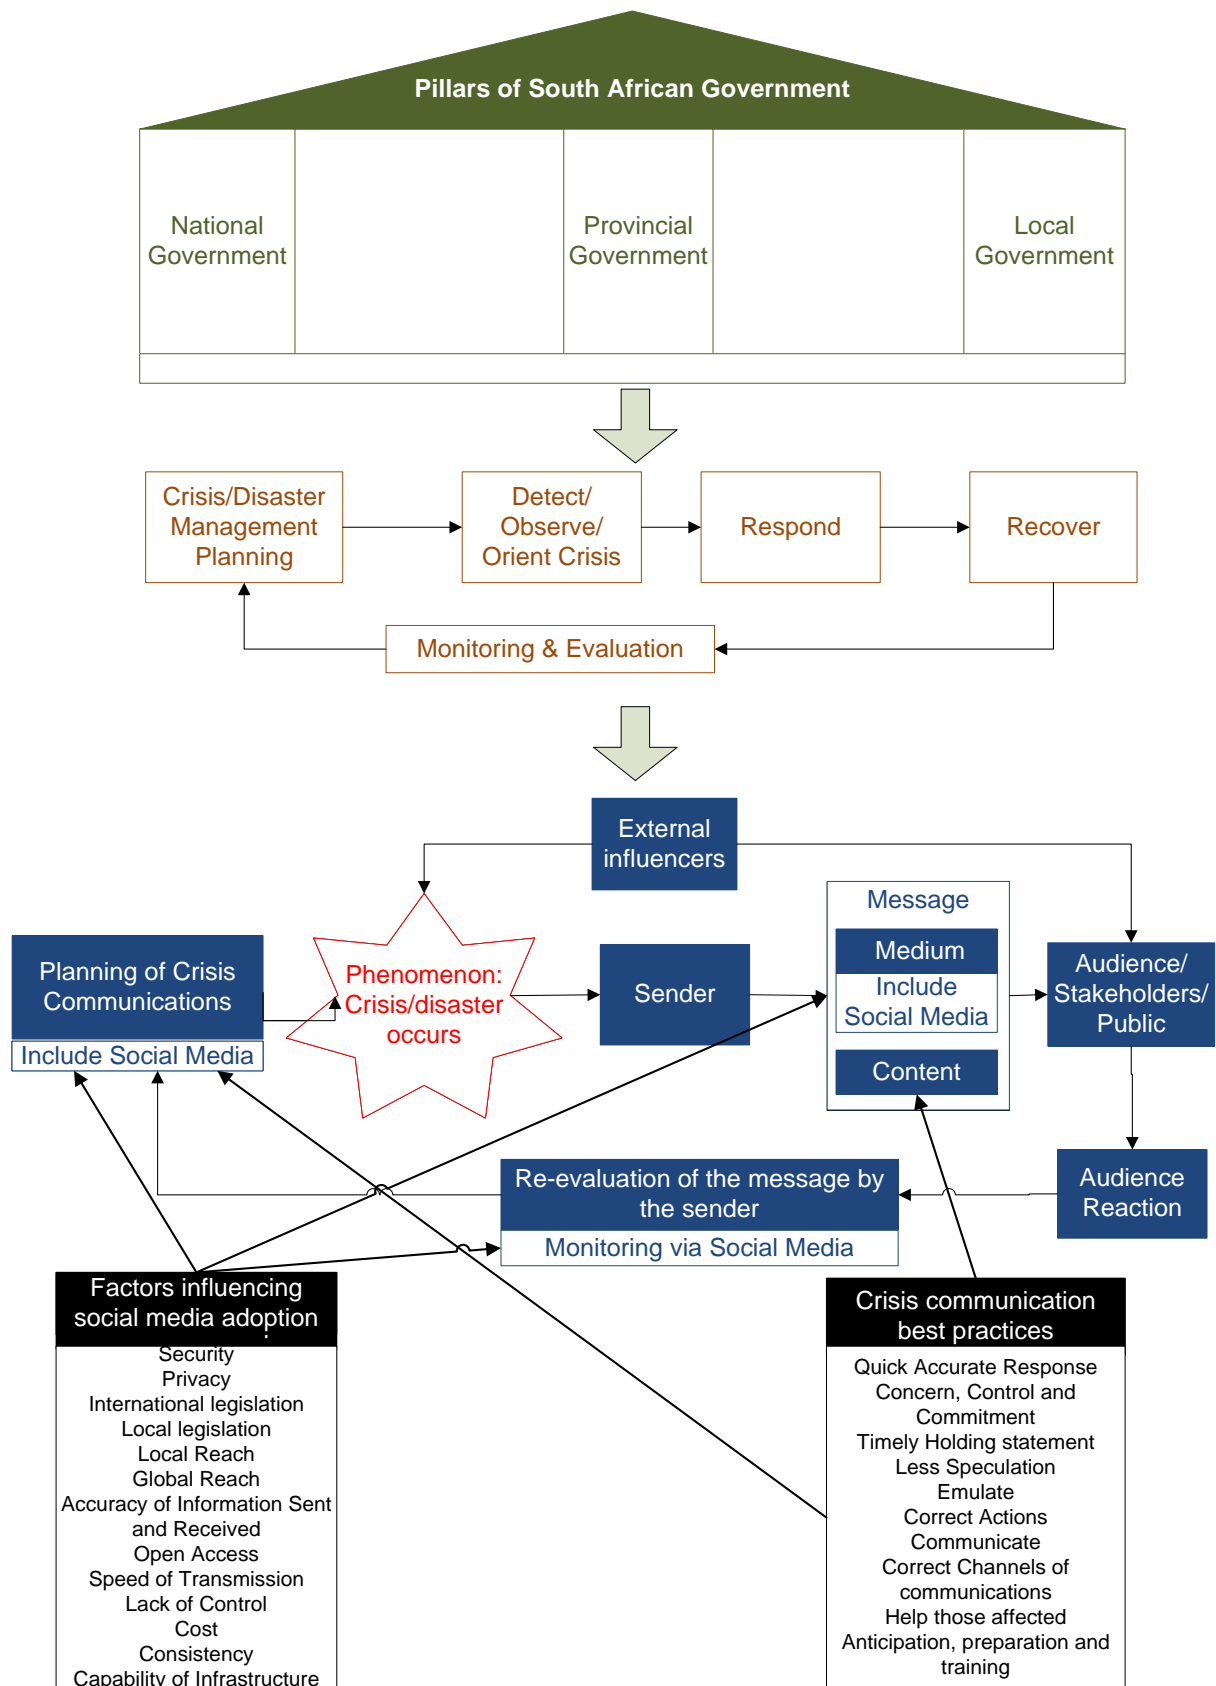 Pillars of South African Government
National
Government
Provincial
Government
Local
Government
Crisis/Disaster
Management
Planning
Detect/
Observe/
Orient Crisis
Respond
Recover
Monitoring & Evaluation
External
influencers
Planning of Crisis
Communications
Include Social Media
Phenomenon:
Crisis/disaster
occurs
Sender
Message
Medium
Include
Social Media
Content
Audience/
Stakeholders/
Public
Re-evaluation of the message by
the sender
Monitoring via Social Media
Audience
Reaction
Factors influencing
social media adoption
Security
Privacy
International legislation
Local legislation
Local Reach
Global Reach
Accuracy of Information Sent
and Received
Open Access
Speed of Transmission
Lack of Control
Cost
Consistency
Capability of Infrastructure
Crisis communication
best practices
Quick Accurate Response
Concern, Control and
Commitment
Timely Holding statement
Less Speculation
Emulate
Correct Actions
Communicate
Correct Channels of
communications
Help those affected
Anticipation, preparation and
training